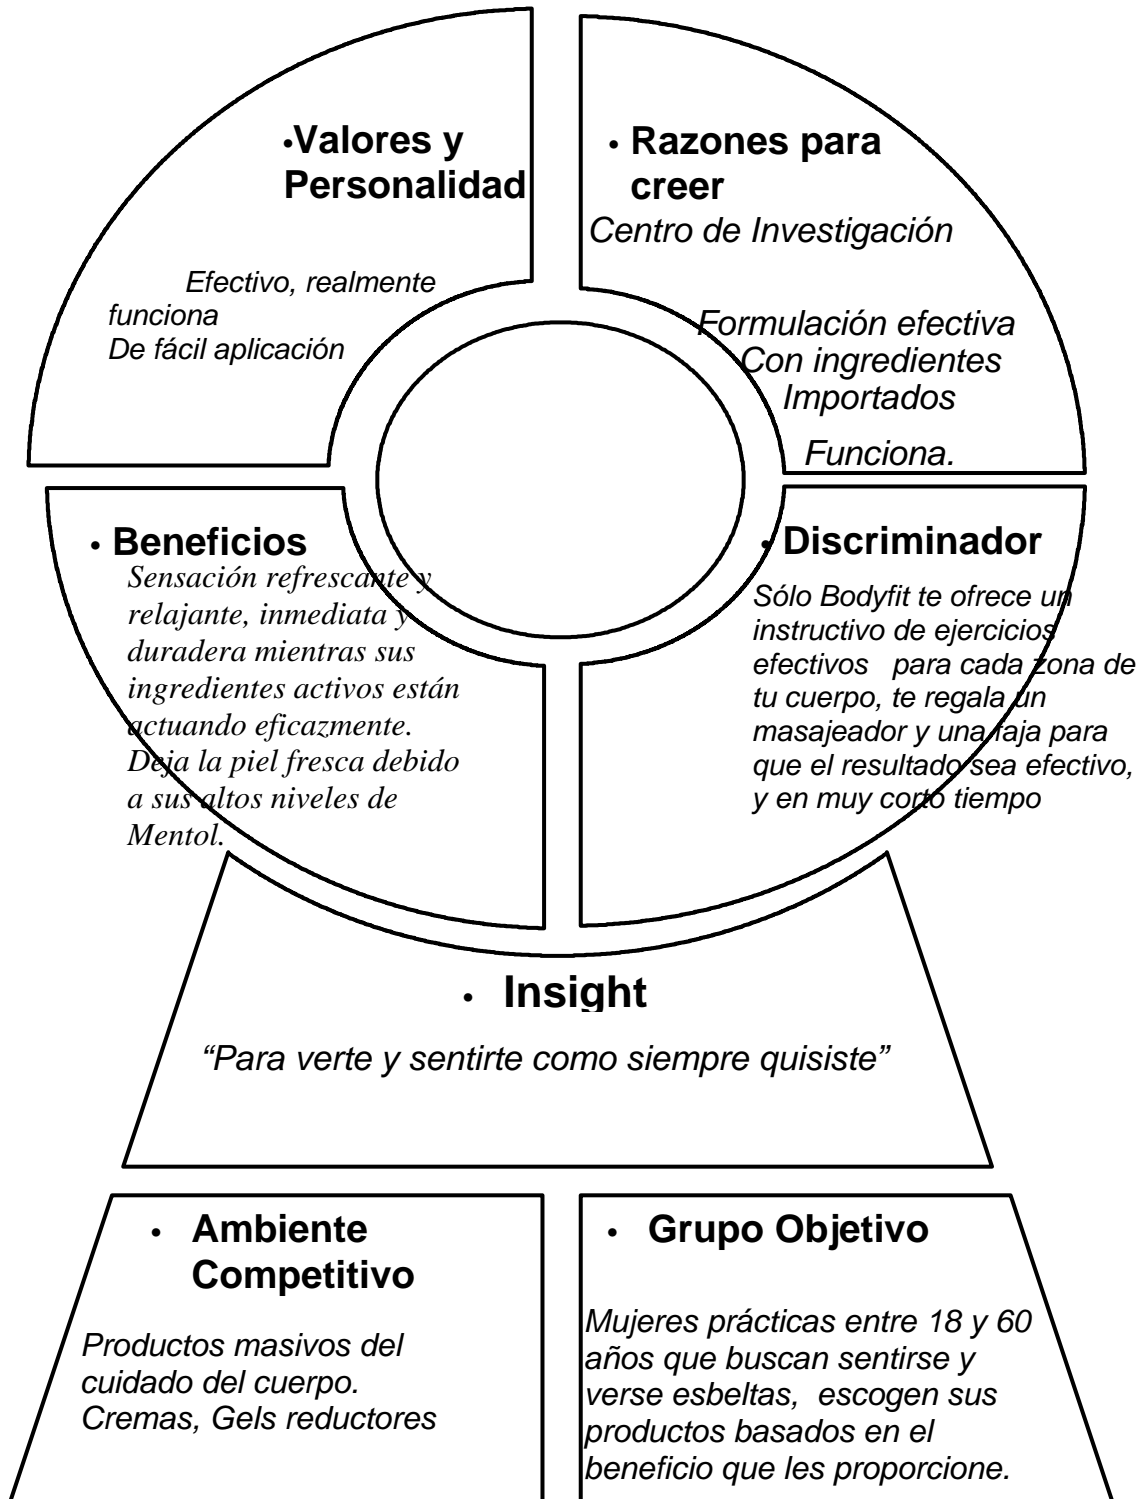 •Valores y
Personalidad
Efectivo, realmente
funciona
De fácil aplicación
• Razones para
creer
Centro de Investigación
Formulación efectiva
Con ingredientes
Importados
Funciona.
• Beneficios
Sensación refrescante y
relajante, inmediata y
duradera mientras sus
ingredientes activos están
actuando eficazmente.
Deja la piel fresca debido
a sus altos niveles de
Mentol.
• Discriminador
Sólo Bodyfit te ofrece un
instructivo de ejercicios
efectivos para cada zona de
tu cuerpo, te regala un
masajeador y una faja para
que el resultado sea efectivo,
y en muy corto tiempo
• Insight
“Para verte y sentirte como siempre quisiste”
• Ambiente
Competitivo
Productos masivos del
cuidado del cuerpo.
Cremas, Gels reductores
• Grupo Objetivo
Mujeres prácticas entre 18 y 60
años que buscan sentirse y
verse esbeltas, escogen sus
productos basados en el
beneficio que les proporcione.